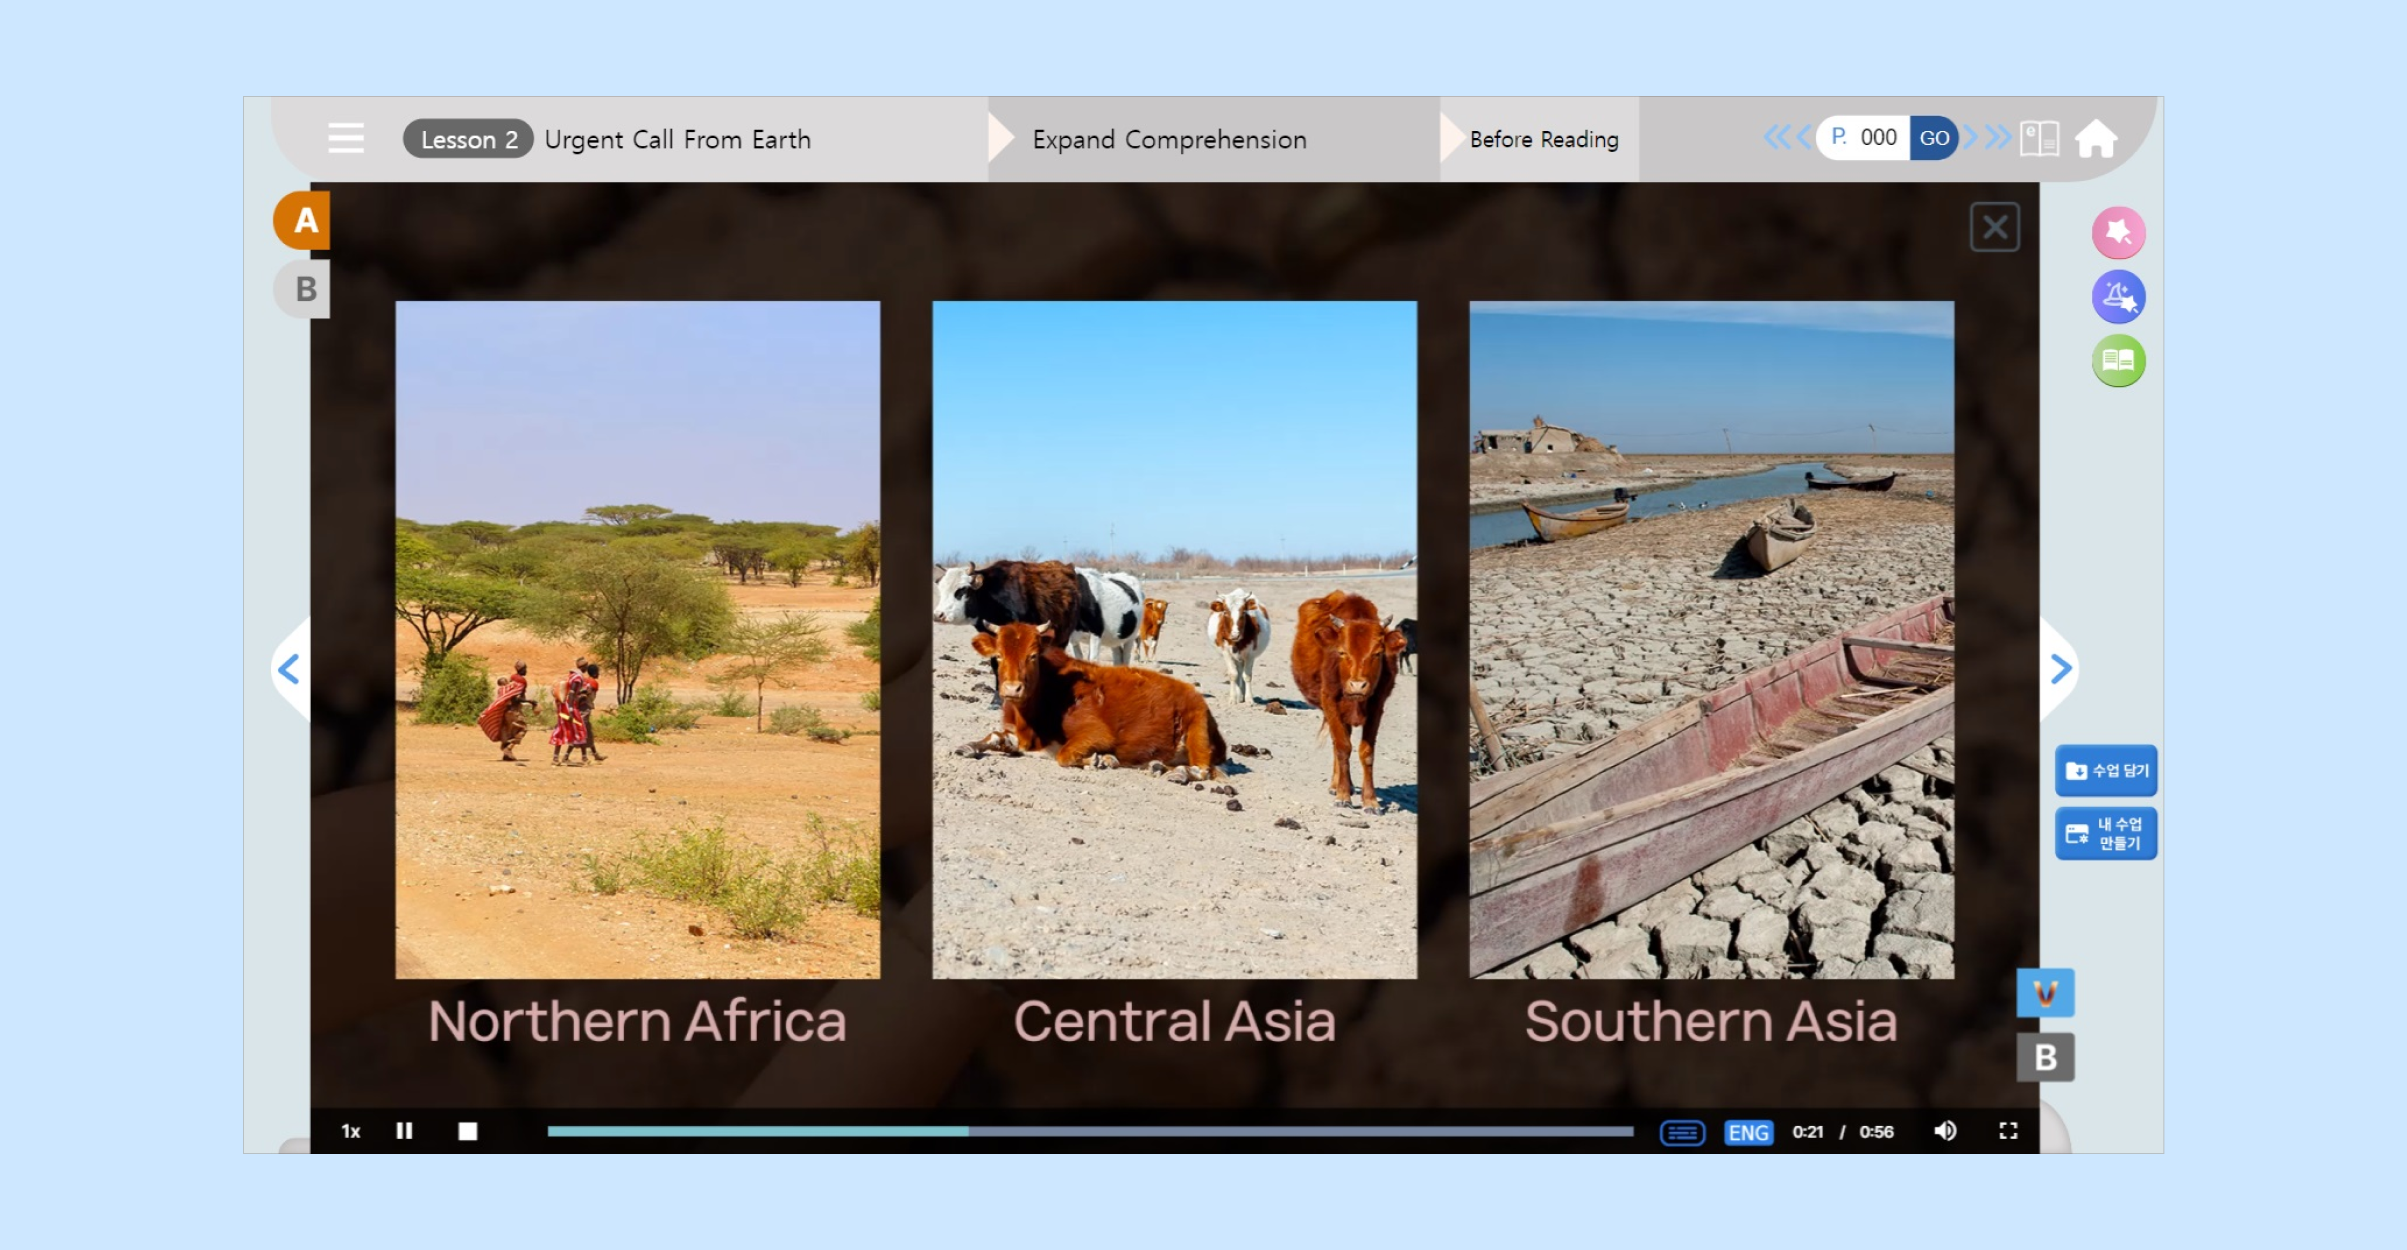 Lesson 2 Urgent Call From Earth
Expand Comprehension
Before Reading
P. 000 GO
A
B
Northern Africa
Central Asia
Southern Asia
수업 담기
내 수업
만들기
V
B
1x
ENG
0:21 / 0:56